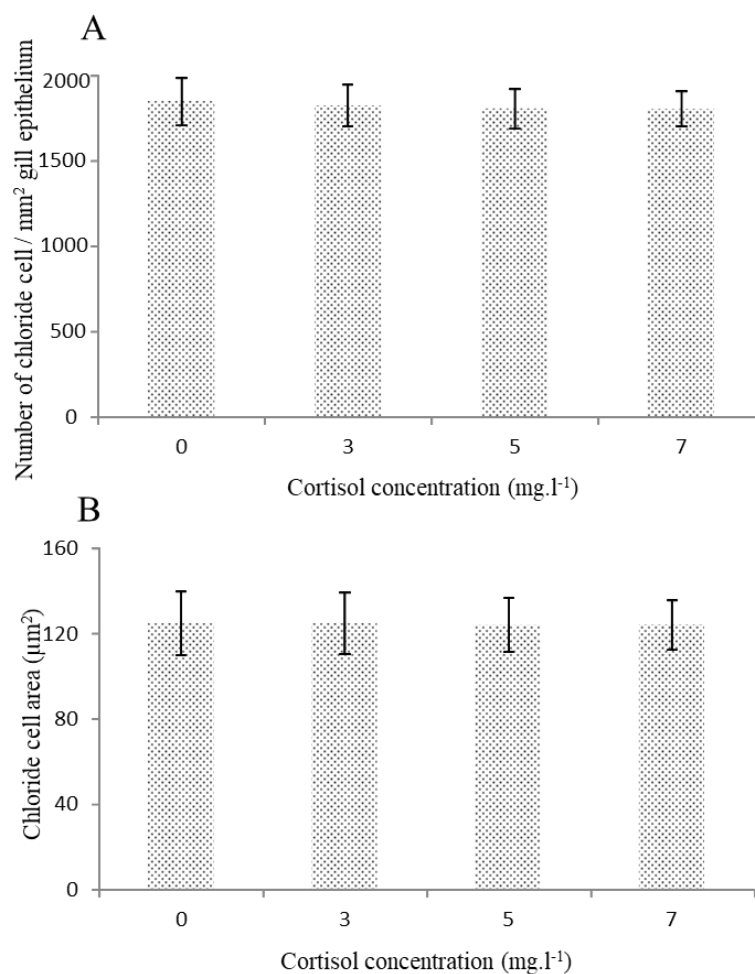 A
Number of chloride cell / mm² gill epithelium
2000
1500
1000
500
0
0 3 5 7
Cortisol concentration (mg.l⁻¹)
B
Chloride cell area (µm²)
160
120
80
40
0
0 3 5 7
Cortisol concentration (mg.l⁻¹)